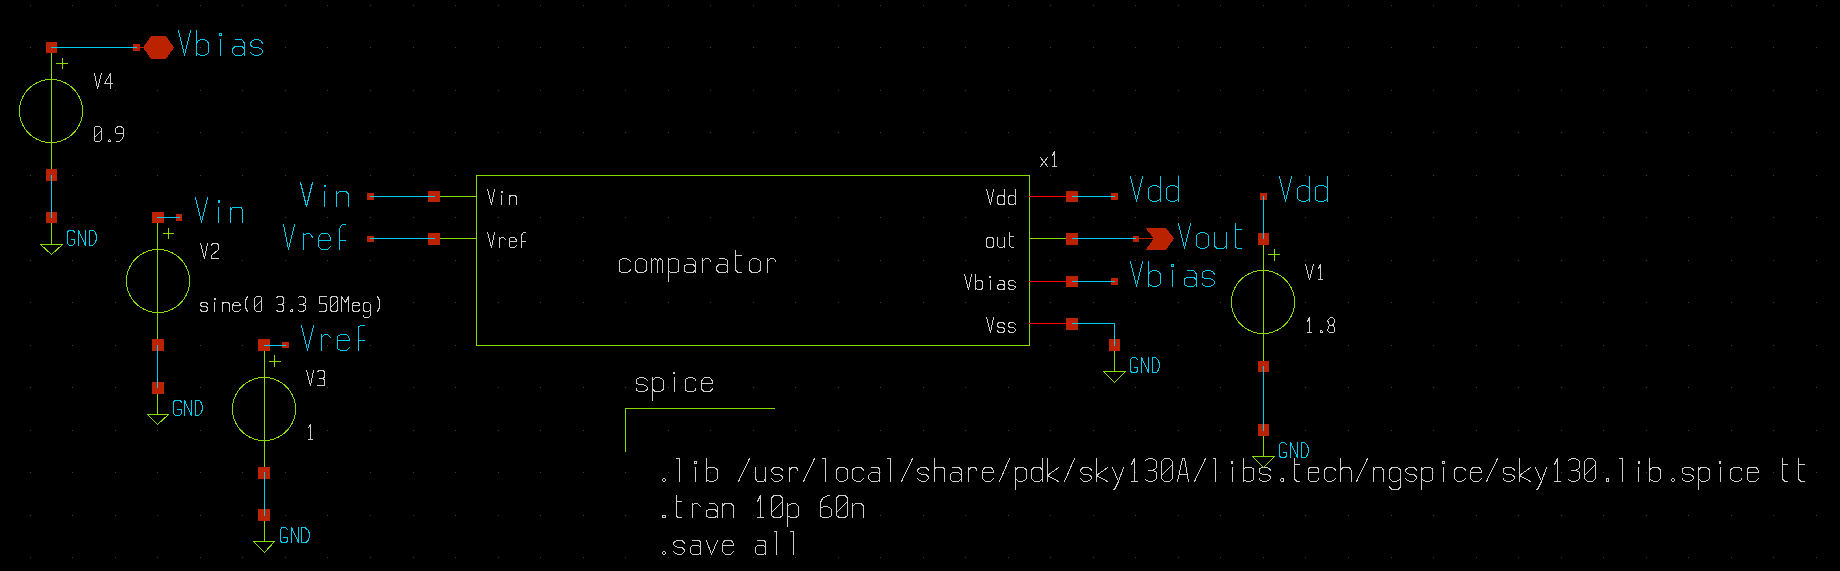 Vbias
V4
0.9
GND
Vin
V2
sine(0 3.3 50Meg)
GND
Vref
V3
1
GND
Vin
Vref
x1
Vin
Vref
comparator
Vdd
out
Vbias
Vss
Vdd
Vout
Vbias
GND
Vdd
V1
1.8
GND
spice
.lib /usr/local/share/pdk/sky130A/libs.tech/ngspice/sky130.lib.spice tt
.tran 10p 60n
.save all